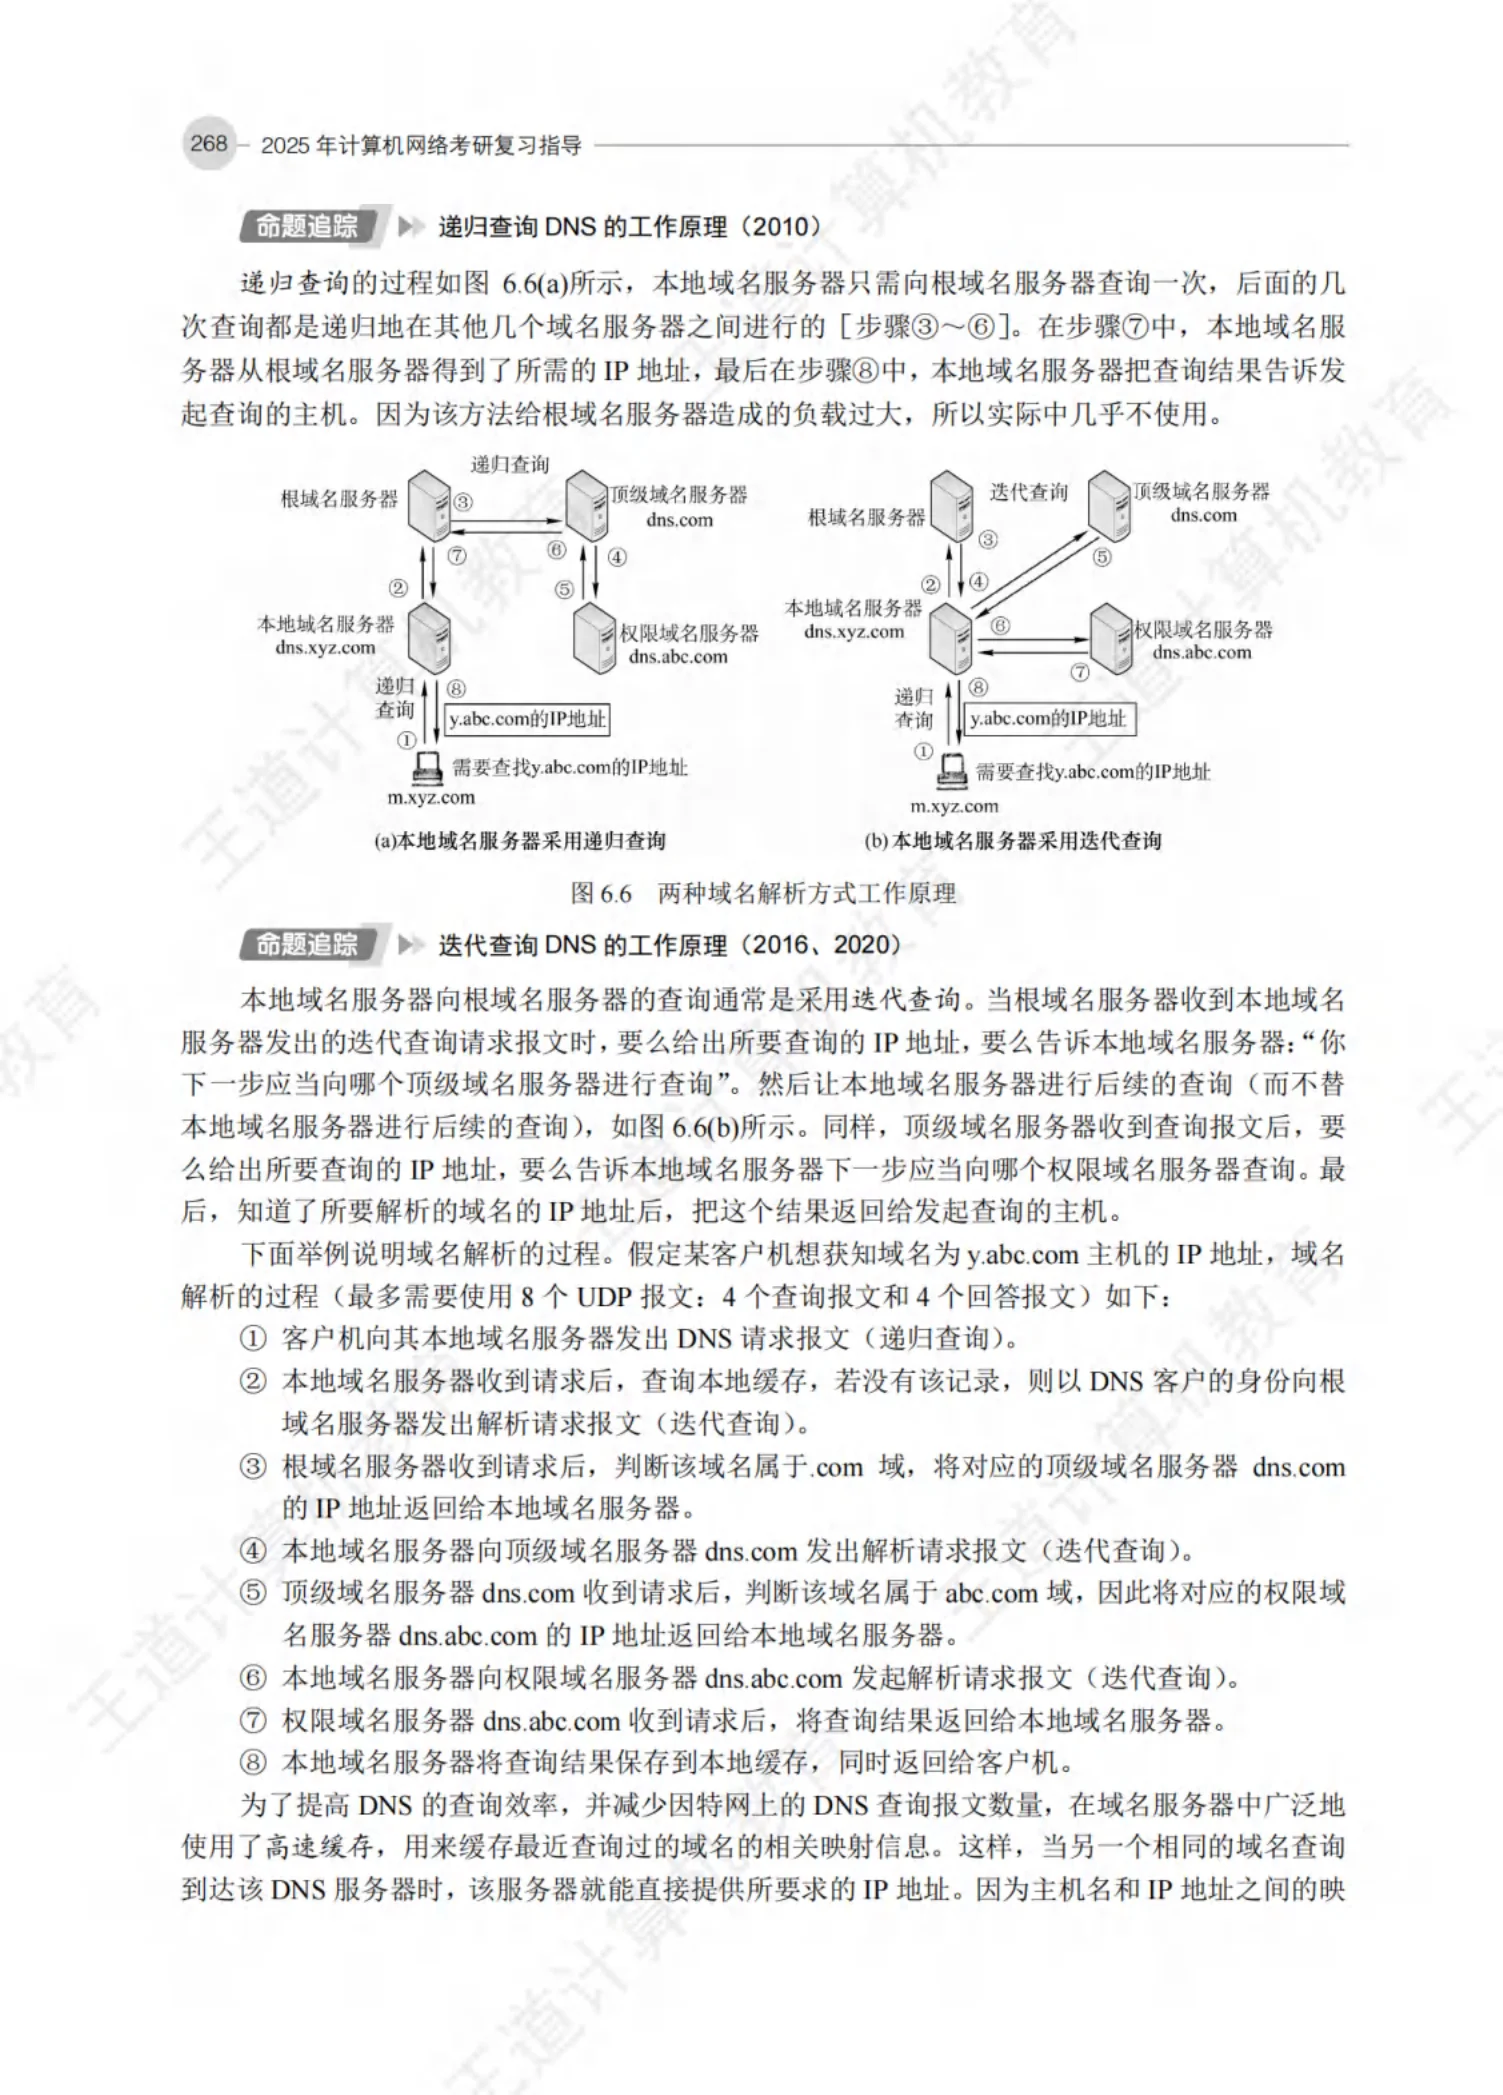 268 2025 年计算机网络考研复习指导
命题追踪 递归查询 DNS 的工作原理（2010）
递归查询的过程如图 6.6(a)所示，本地域名服务器只需向根域名服务器查询一次，后面的几
次查询都是递归地在其他几个域名服务器之间进行的［步骤③～⑥］。在步骤⑦中，本地域名服
务器从根域名服务器得到了所需的 IP 地址，最后在步骤⑧中，本地域名服务器把查询结果告诉发
起查询的主机。因为该方法给根域名服务器造成的负载过大，所以实际中几乎不使用。
递归查询
根域名服务器
③
顶级域名服务器
dns.com
⑥
⑦
④
②
⑤
本地域名服务器
dns.xyz.com
权限域名服务器
dns.abc.com
递归
查询
⑧
y.abc.com的IP地址
①
需要查找y.abc.com的IP地址
m.xyz.com
(a)本地域名服务器采用递归查询
迭代查询
根域名服务器
顶级域名服务器
dns.com
③
⑤
②
④
本地域名服务器
dns.xyz.com
⑥
权限域名服务器
dns.abc.com
⑦
递归
查询
⑧
y.abc.com的IP地址
①
需要查找y.abc.com的IP地址
m.xyz.com
(b)本地域名服务器采用迭代查询
图 6.6 两种域名解析方式工作原理
命题追踪 迭代查询 DNS 的工作原理（2016、2020）
本地域名服务器向根域名服务器的查询通常是采用迭代查询。当根域名服务器收到本地域名
服务器发出的迭代查询请求报文时，要么给出所要查询的 IP 地址，要么告诉本地域名服务器：“你
下一步应当向哪个顶级域名服务器进行查询”。然后让本地域名服务器进行后续的查询（而不替
本地域名服务器进行后续的查询），如图 6.6(b)所示。同样，顶级域名服务器收到查询报文后，要
么给出所要查询的 IP 地址，要么告诉本地域名服务器下一步应当向哪个权限域名服务器查询。最
后，知道了所要解析的域名的 IP 地址后，把这个结果返回给发起查询的主机。
下面举例说明域名解析的过程。假定某客户机想获知域名为 y.abc.com 主机的 IP 地址，域名
解析的过程（最多需要使用 8 个 UDP 报文：4 个查询报文和 4 个回答报文）如下：
① 客户机向其本地域名服务器发出 DNS 请求报文（递归查询）。
② 本地域名服务器收到请求后，查询本地缓存，若没有该记录，则以 DNS 客户的身份向根
域名服务器发出解析请求报文（迭代查询）。
③ 根域名服务器收到请求后，判断该域名属于.com 域，将对应的顶级域名服务器 dns.com
的 IP 地址返回给本地域名服务器。
④ 本地域名服务器向顶级域名服务器 dns.com 发出解析请求报文（迭代查询）。
⑤ 顶级域名服务器 dns.com 收到请求后，判断该域名属于 abc.com 域，因此将对应的权限域
名服务器 dns.abc.com 的 IP 地址返回给本地域名服务器。
⑥ 本地域名服务器向权限域名服务器 dns.abc.com 发起解析请求报文（迭代查询）。
⑦ 权限域名服务器 dns.abc.com 收到请求后，将查询结果返回给本地域名服务器。
⑧ 本地域名服务器将查询结果保存到本地缓存，同时返回给客户机。
为了提高 DNS 的查询效率，并减少因特网上的 DNS 查询报文数量，在域名服务器中广泛地
使用了高速缓存，用来缓存最近查询过的域名的相关映射信息。这样，当另一个相同的域名查询
到达该 DNS 服务器时，该服务器就能直接提供所要求的 IP 地址。因为主机名和 IP 地址之间的映
王道计算机教育